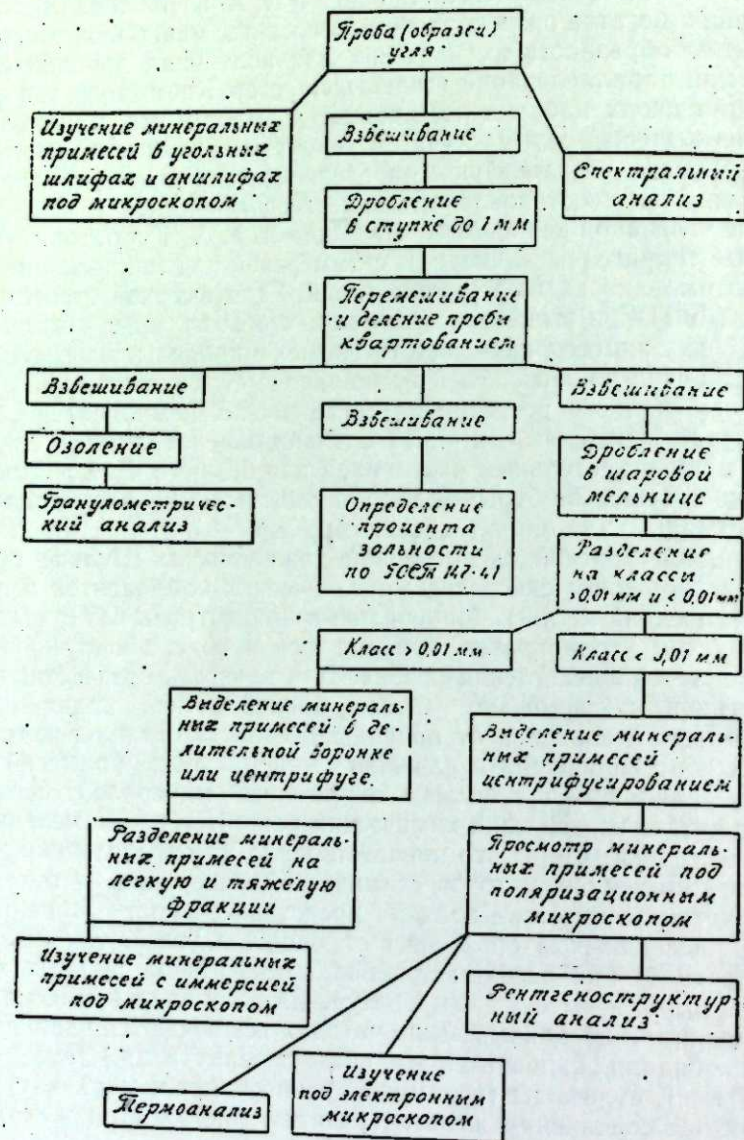 Проба (образец)
угля
Изучение минеральных
примесей в угольных
шлифах и аншлифах
под микроскопом
Взвешивание
Спектральный
анализ
Дробление
в ступке до 1 мм
Перемешивание
и деление пробы
квартованием
Взвешивание
Озоление
Гранулометричес-
кий анализ
Взвешивание
Определение
процента
зольности
по ГОСТ
Взвешивание
Дробление
в шаровой
мельнице
Разделение
на классы
>0,01 мм и < 0,01 мм
Класс > 0,01 мм
Класс < 0,01 мм
Выделение минераль-
ных примесей в де-
лительной воронке
или центрифуге.
Выделение минераль-
ных примесей
центрифугированием
Разделение минераль-
ных примесей на
легкую и тяжелую
фракции
Просмотр минераль-
ных примесей под
поляризационным
микроскопом
Изучение минеральных
примесей с иммерсией
под микроскопом
Рентгеноструктур-
ный анализ
Термоанализ
Изучение
под электронным
микроскопом